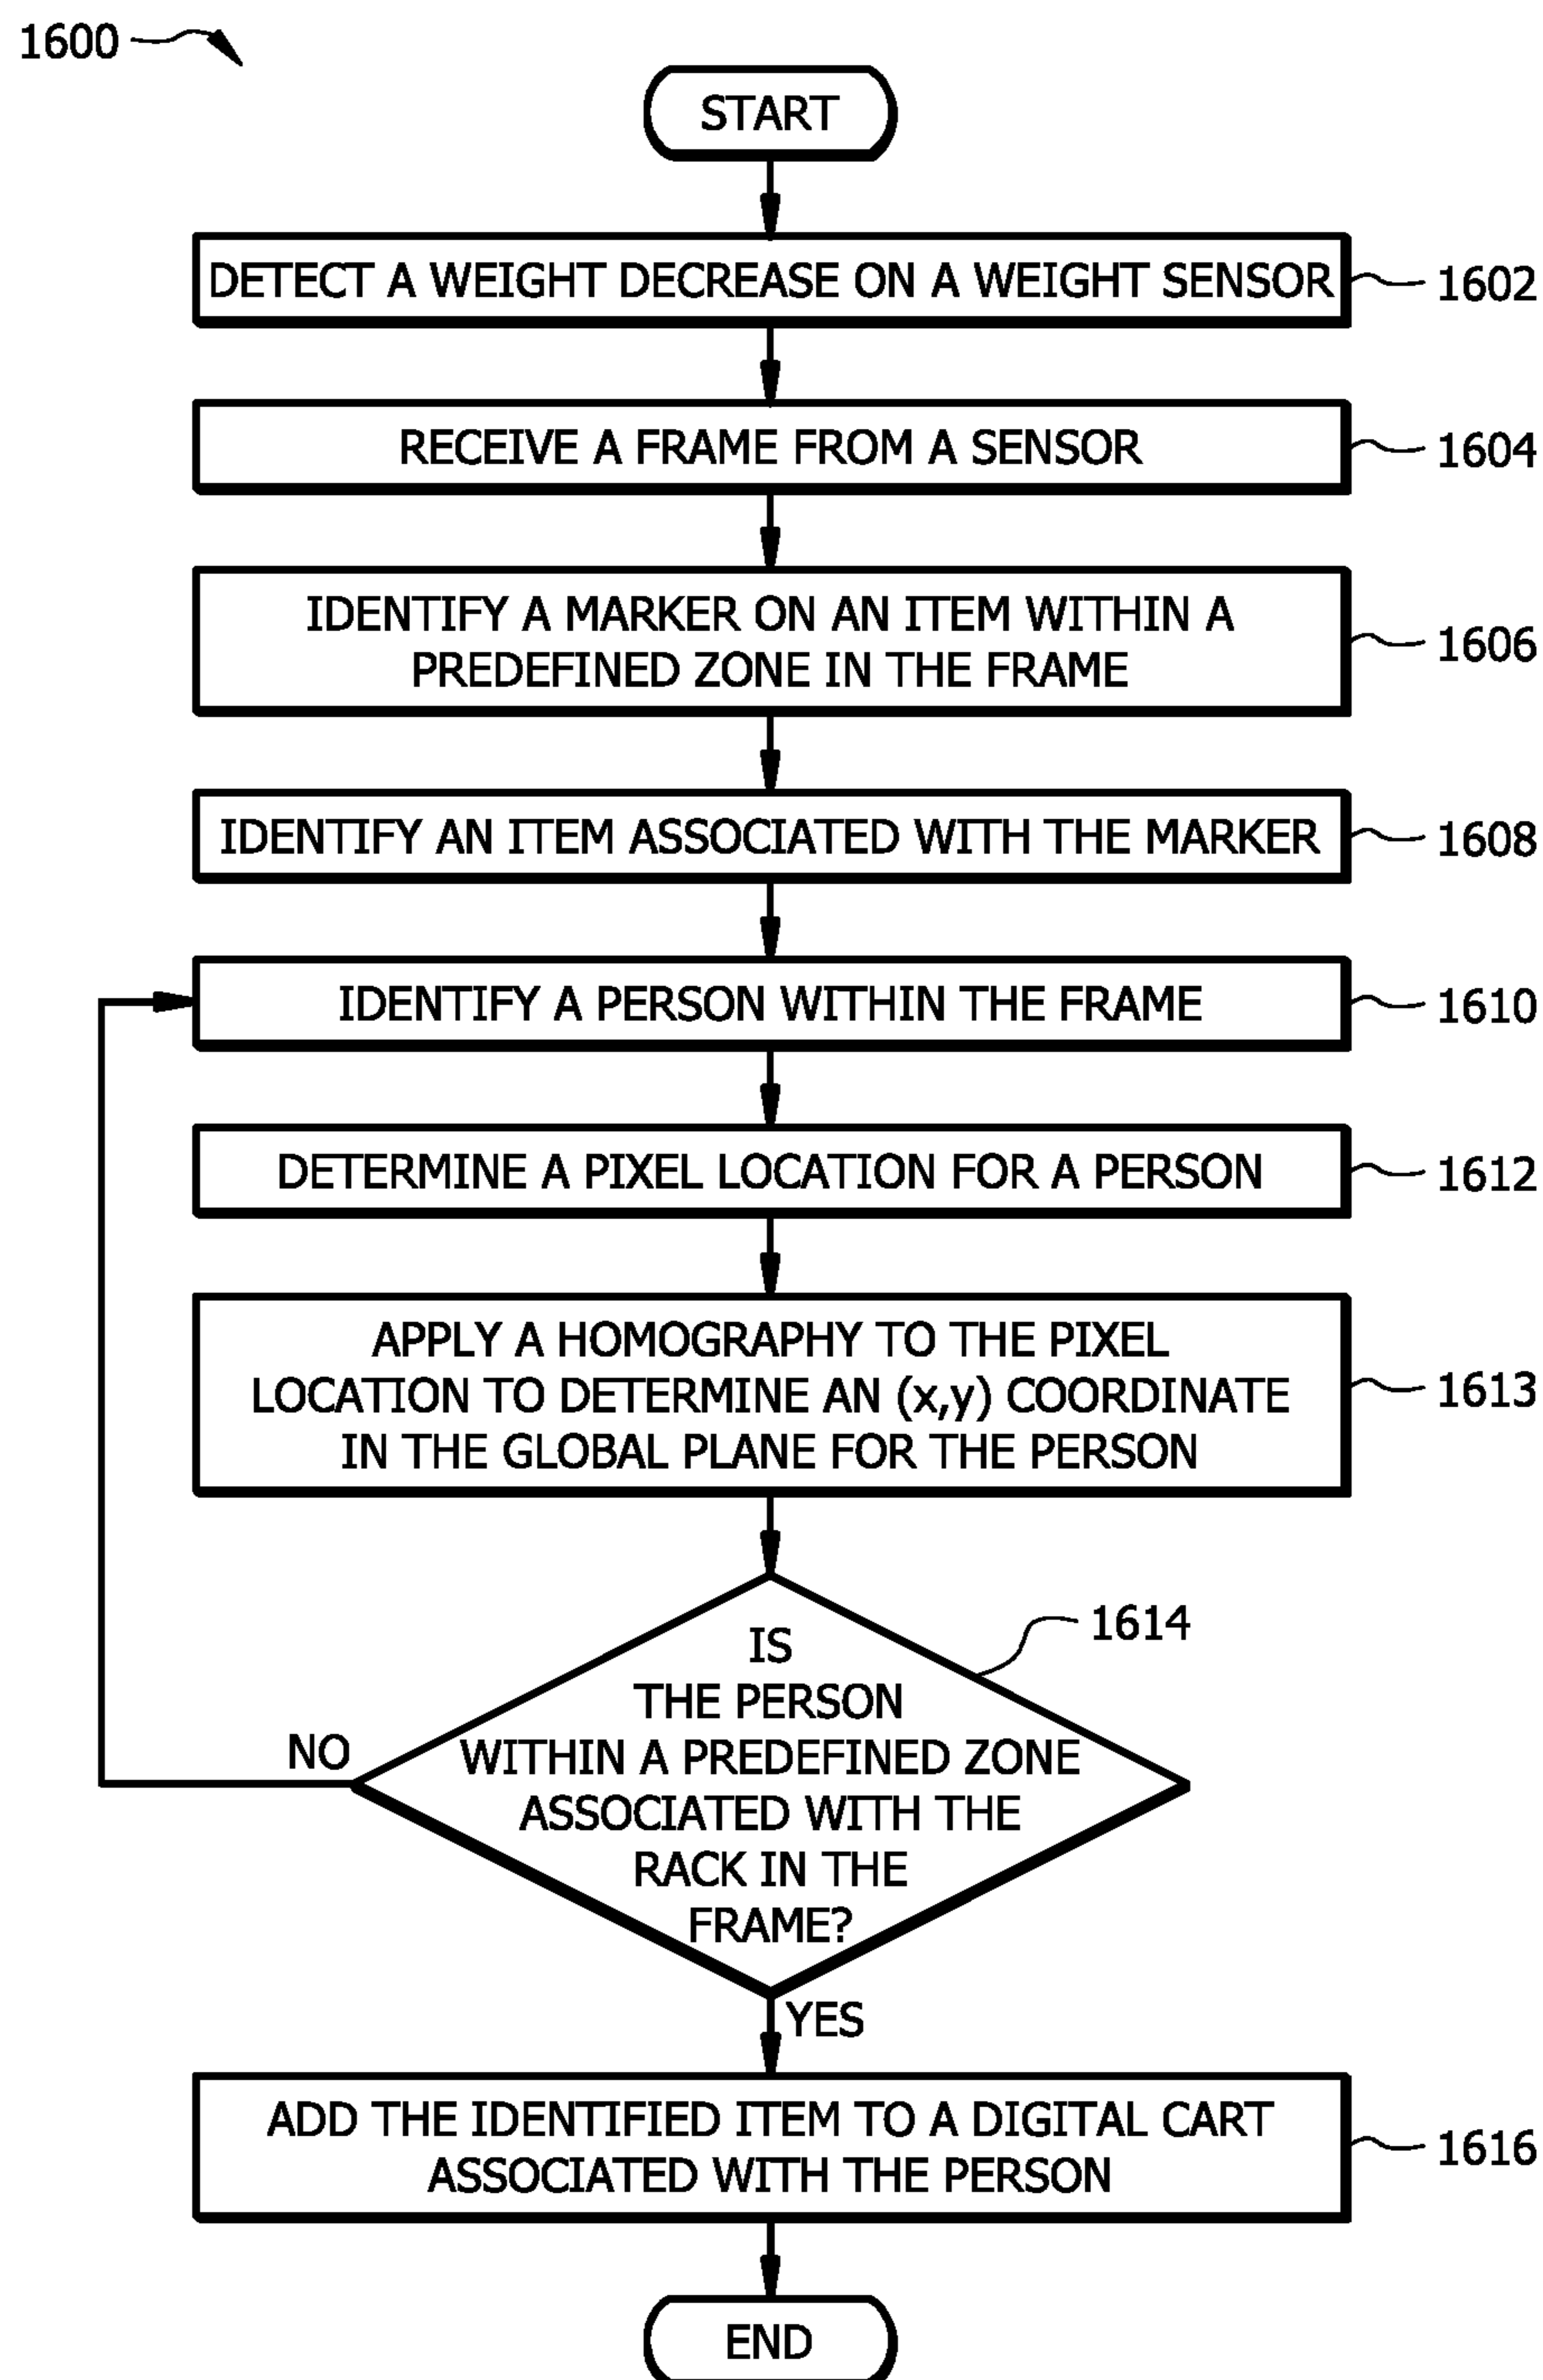 1600
START
DETECT A WEIGHT DECREASE ON A WEIGHT SENSOR
1602
RECEIVE A FRAME FROM A SENSOR
1604
IDENTIFY A MARKER ON AN ITEM WITHIN A
PREDEFINED ZONE IN THE FRAME
1606
IDENTIFY AN ITEM ASSOCIATED WITH THE MARKER
1608
IDENTIFY A PERSON WITHIN THE FRAME
1610
DETERMINE A PIXEL LOCATION FOR A PERSON
1612
APPLY A HOMOGRAPHY TO THE PIXEL
LOCATION TO DETERMINE AN (x,y) COORDINATE
IN THE GLOBAL PLANE FOR THE PERSON
1613
IS
THE PERSON
WITHIN A PREDEFINED ZONE
ASSOCIATED WITH THE
RACK IN THE
FRAME?
1614
NO
YES
ADD THE IDENTIFIED ITEM TO A DIGITAL CART
ASSOCIATED WITH THE PERSON
1616
END